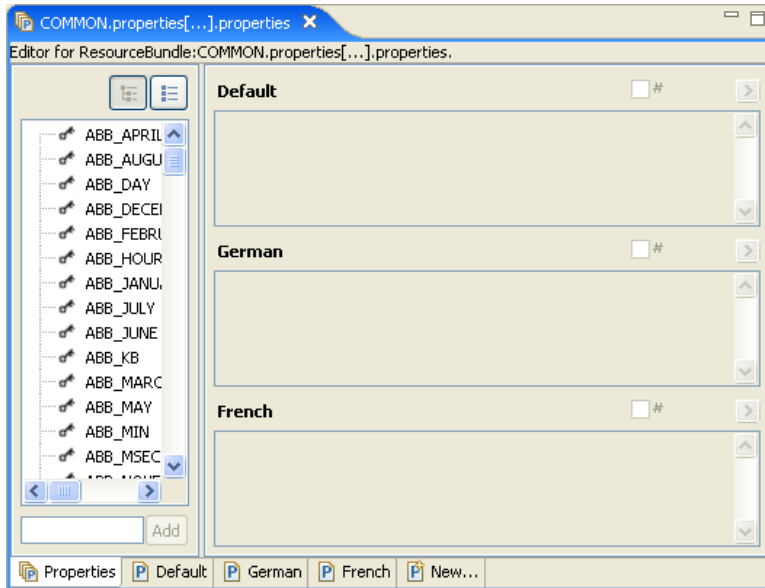 COMMON.properties[...].properties
Editor for ResourceBundle:COMMON.properties[...].properties.
Default #
ABB_APRIL
ABB_AUGU
ABB_DAY
ABB_DECE
ABB_FEBRU
ABB_HOUR
ABB_JANU
ABB_JULY
ABB_JUNE
ABB_KB
ABB_MARC
ABB_MAY
ABB_MIN
ABB_MSEC
German #
French #
Add
Properties Default German French New...